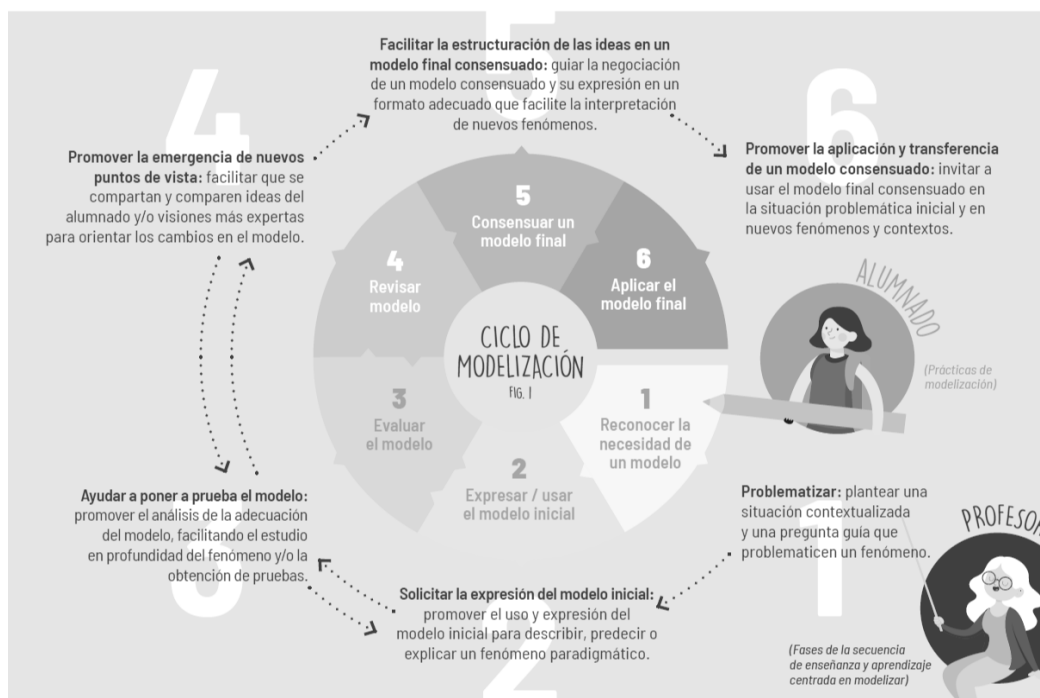 5
Facilitar la estructuración de las ideas en un
modelo final consensuado: guiar la negociación
de un modelo consensuado y su expresión en un
formato adecuado que facilite la interpretación
de nuevos fenómenos.
4
Promover la emergencia de nuevos
puntos de vista: facilitar que se
compartan y comparen ideas del
alumnado y/o visiones más expertas
para orientar los cambios en el modelo.
6
Promover la aplicación y transferencia
de un modelo consensuado: invitar a
usar el modelo final consensuado en
la situación problemática inicial y en
nuevos fenómenos y contextos.
5
Consensuar un
modelo final
4
Revisar
modelo
6
Aplicar el
modelo final
CICLO DE
MODELIZACIÓN
FIG. 1
3
Evaluar
el modelo
2
Expresar / usar
el modelo inicial
1
Reconocer la
necesidad de
un modelo
ALUMNADO
(Prácticas de
modelización)
3
Ayudar a poner a prueba el modelo:
promover el análisis de la adecuación
del modelo, facilitando el estudio
en profundidad del fenómeno y/o la
obtención de pruebas.
2
Solicitar la expresión del modelo inicial:
promover el uso y expresión del
modelo inicial para describir, predecir o
explicar un fenómeno paradigmático.
1
Problematizar: plantear una
situación contextualizada
y una pregunta guía que
problematicen un fenómeno.
PROFESO
(Fases de la secuencia
de enseñanza y aprendizaje
centrada en modelizar)